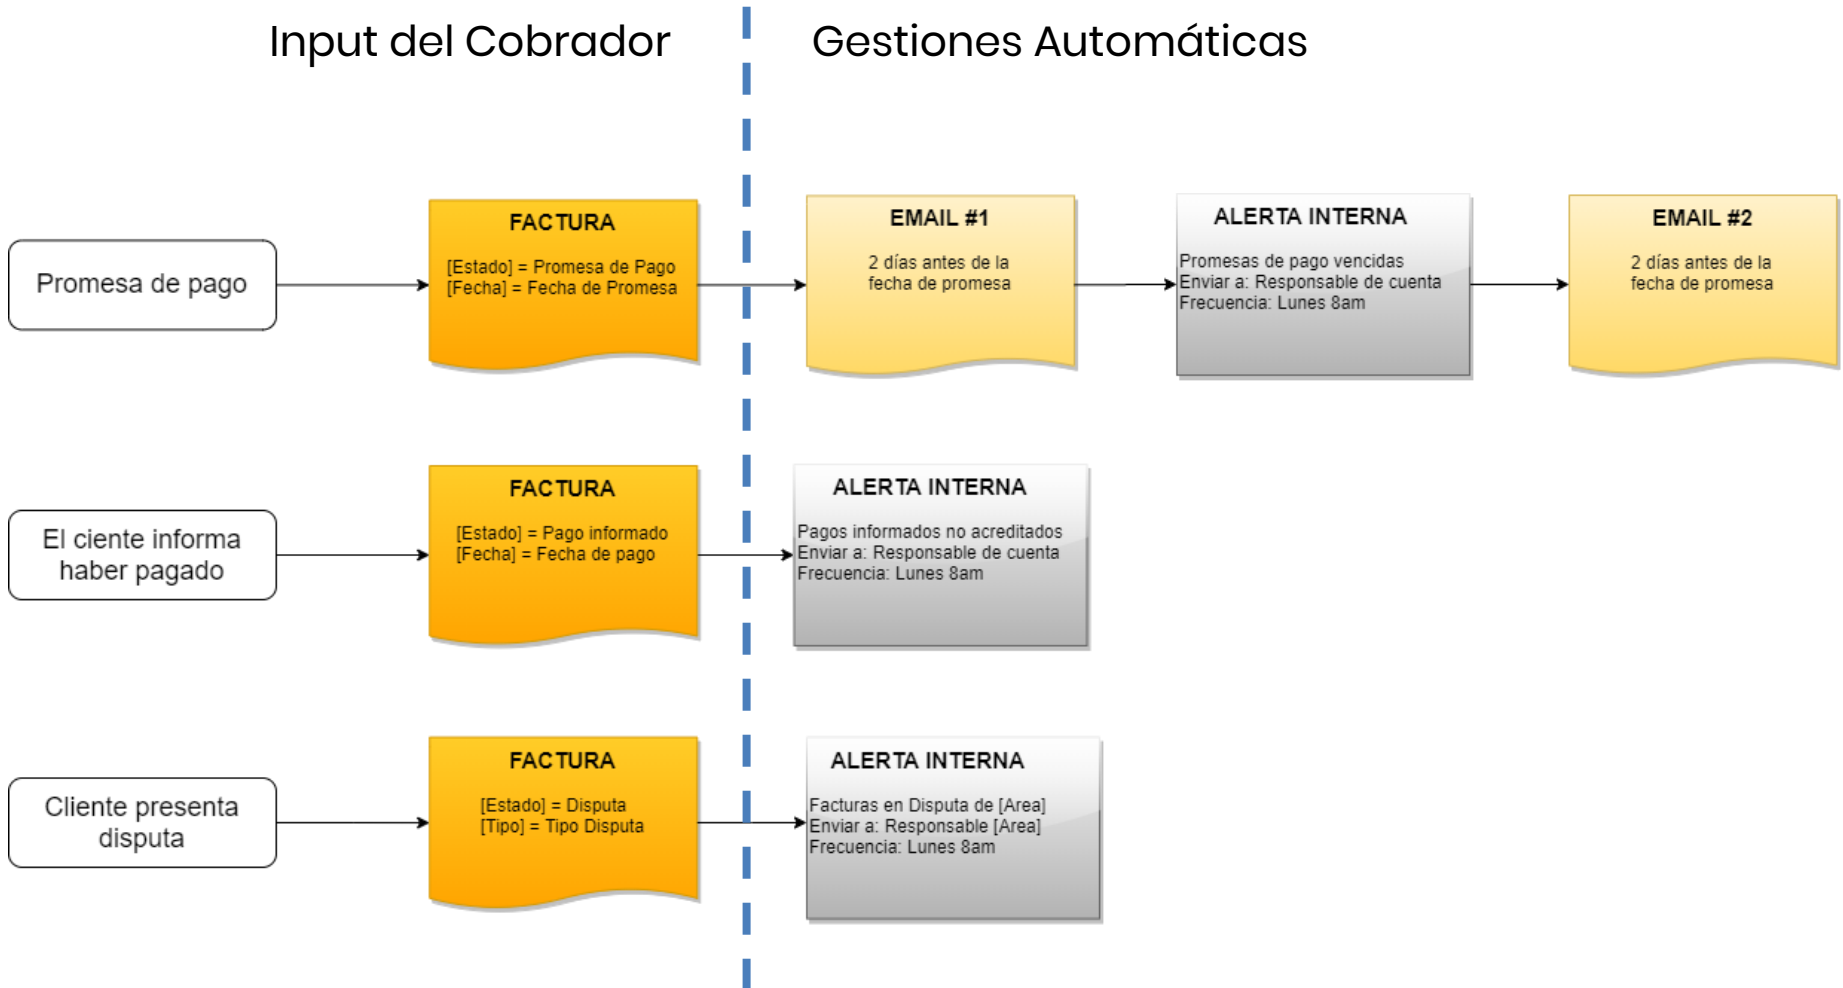 Input del Cobrador
Gestiones Automáticas
Promesa de pago
FACTURA
[Estado] = Promesa de Pago
[Fecha] = Fecha de Promesa
EMAIL #1
2 días antes de la
fecha de promesa
ALERTA INTERNA
Promesas de pago vencidas
Enviar a: Responsable de cuenta
Frecuencia: Lunes 8am
EMAIL #2
2 días antes de la
fecha de promesa
El ciente informa
haber pagado
FACTURA
[Estado] = Pago informado
[Fecha] = Fecha de pago
ALERTA INTERNA
Pagos informados no acreditados
Enviar a: Responsable de cuenta
Frecuencia: Lunes 8am
Cliente presenta
disputa
FACTURA
[Estado] = Disputa
[Tipo] = Tipo Disputa
ALERTA INTERNA
Facturas en Disputa de [Area]
Enviar a: Responsable [Area]
Frecuencia: Lunes 8am